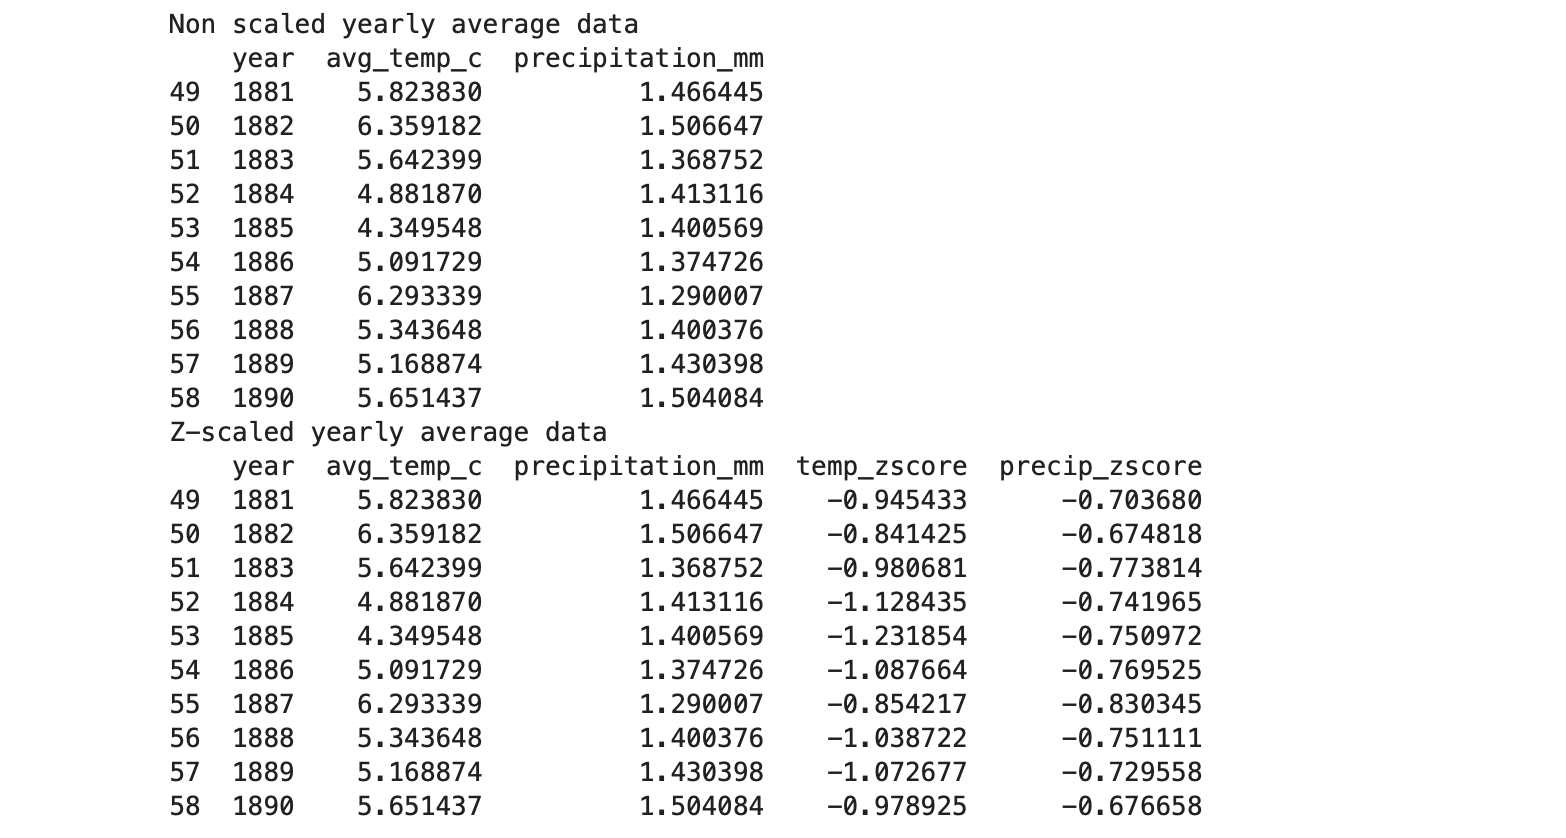 Non scaled yearly average data
year avg_temp_c precipitation_mm
49 1881 5.823830 1.466445
50 1882 6.359182 1.506647
51 1883 5.642399 1.368752
52 1884 4.881870 1.413116
53 1885 4.349548 1.400569
54 1886 5.091729 1.374726
55 1887 6.293339 1.290007
56 1888 5.343648 1.400376
57 1889 5.168874 1.430398
58 1890 5.651437 1.504084
Z-scaled yearly average data
year avg_temp_c precipitation_mm temp_zscore precip_zscore
49 1881 5.823830 1.466445 -0.945433 -0.703680
50 1882 6.359182 1.506647 -0.841425 -0.674818
51 1883 5.642399 1.368752 -0.980681 -0.773814
52 1884 4.881870 1.413116 -1.128435 -0.741965
53 1885 4.349548 1.400569 -1.231854 -0.750972
54 1886 5.091729 1.374726 -1.087664 -0.769525
55 1887 6.293339 1.290007 -0.854217 -0.830345
56 1888 5.343648 1.400376 -1.038722 -0.751111
57 1889 5.168874 1.430398 -1.072677 -0.729558
58 1890 5.651437 1.504084 -0.978925 -0.676658